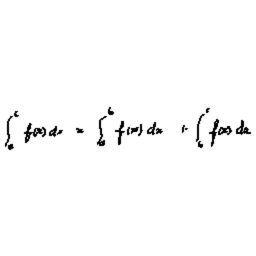 ∫_a^c f(x) dx = ∫_a^b f(x) dx + ∫_b^c f(x) dx